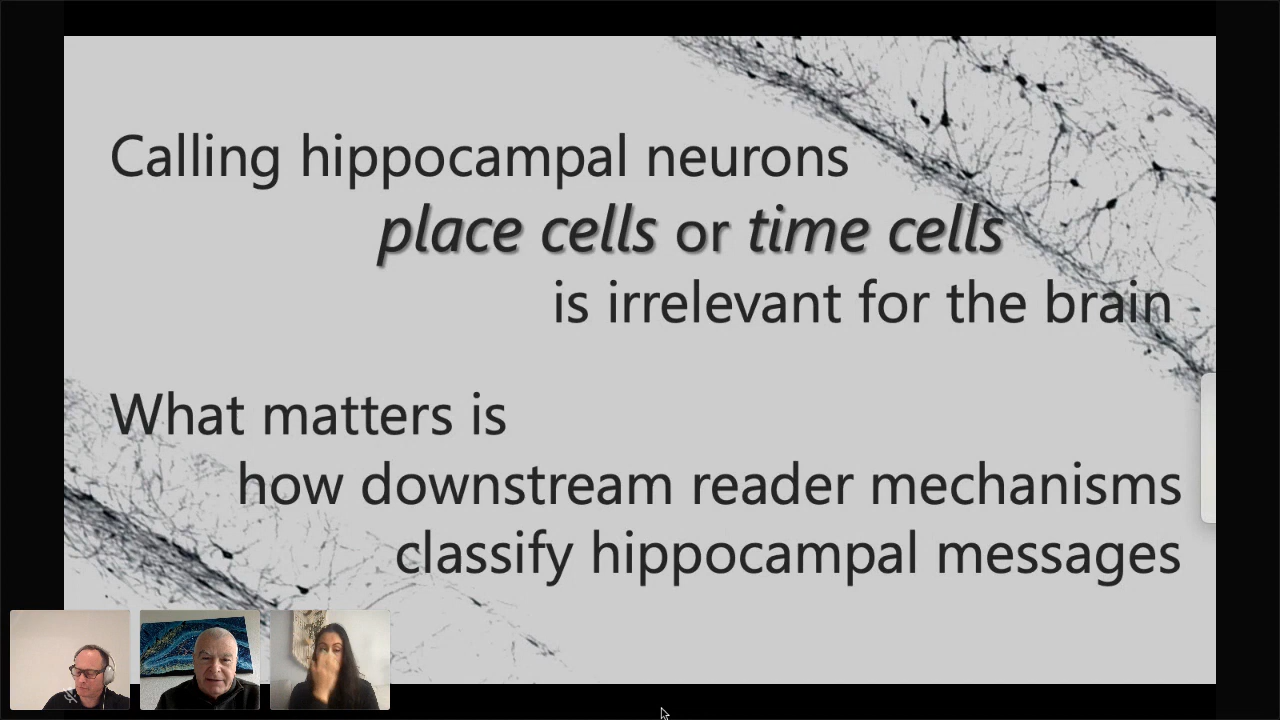 Calling hippocampal neurons
place cells or time cells
is irrelevant for the brain
What matters is
how downstream reader mechanisms
classify hippocampal messages